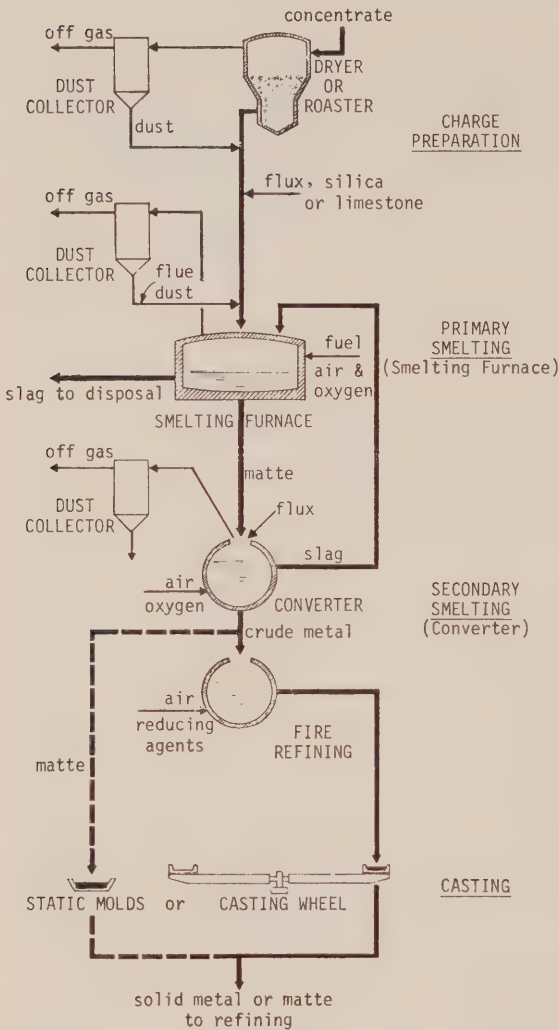 concentrate
off gas
DUST
COLLECTOR
DRYER
OR
ROASTER
dust
CHARGE
PREPARATION
flux, silica
or limestone
off gas
DUST
COLLECTOR
flue
dust
fuel
air &
oxygen
PRIMARY
SMELTING
(Smelting Furnace)
slag to disposal
SMELTING FURNACE
matte
off gas
DUST
COLLECTOR
flux
slag
air
oxygen
CONVERTER
SECONDARY
SMELTING
(Converter)
crude metal
air
reducing
agents
FIRE
REFINING
matte
STATIC MOLDS or CASTING WHEEL
CASTING
solid metal or matte
to refining